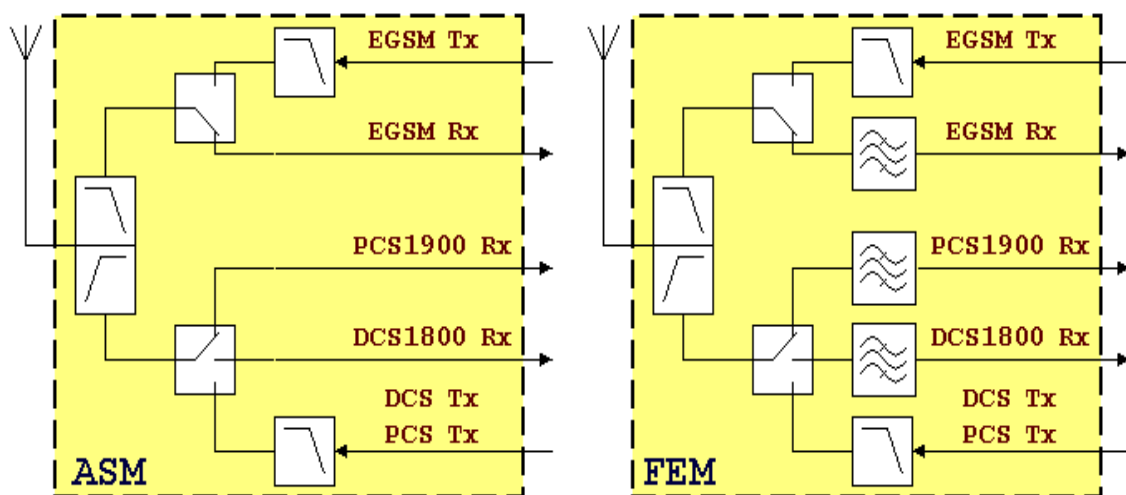 EGSM Tx
EGSM Rx
PCS1900 Rx
DCS1800 Rx
DCS Tx
PCS Tx
ASM
EGSM Tx
EGSM Rx
PCS1900 Rx
DCS1800 Rx
DCS Tx
PCS Tx
FEM